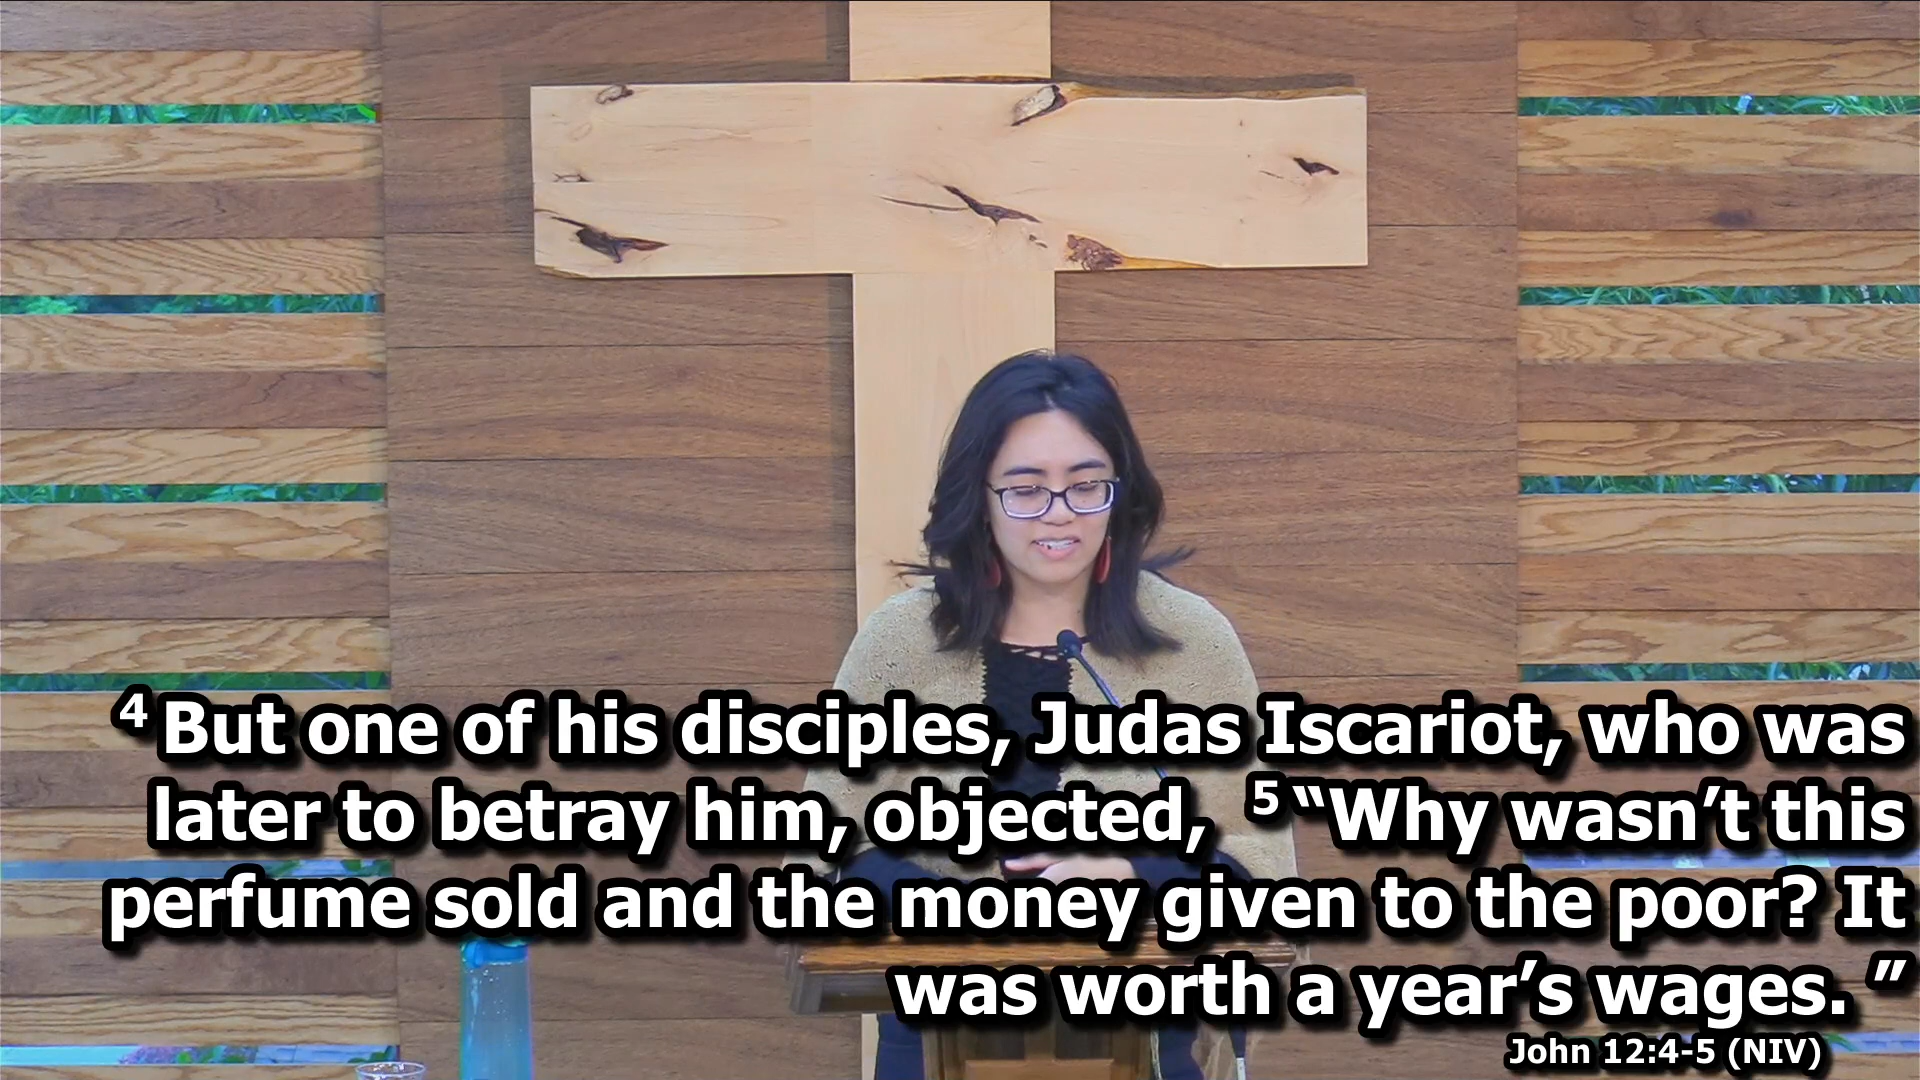 4 But one of his disciples, Judas Iscariot, who was
later to betray him, objected, 5 “Why wasn’t this
perfume sold and the money given to the poor? It
was worth a year’s wages. ”
John 12:4-5 (NIV)